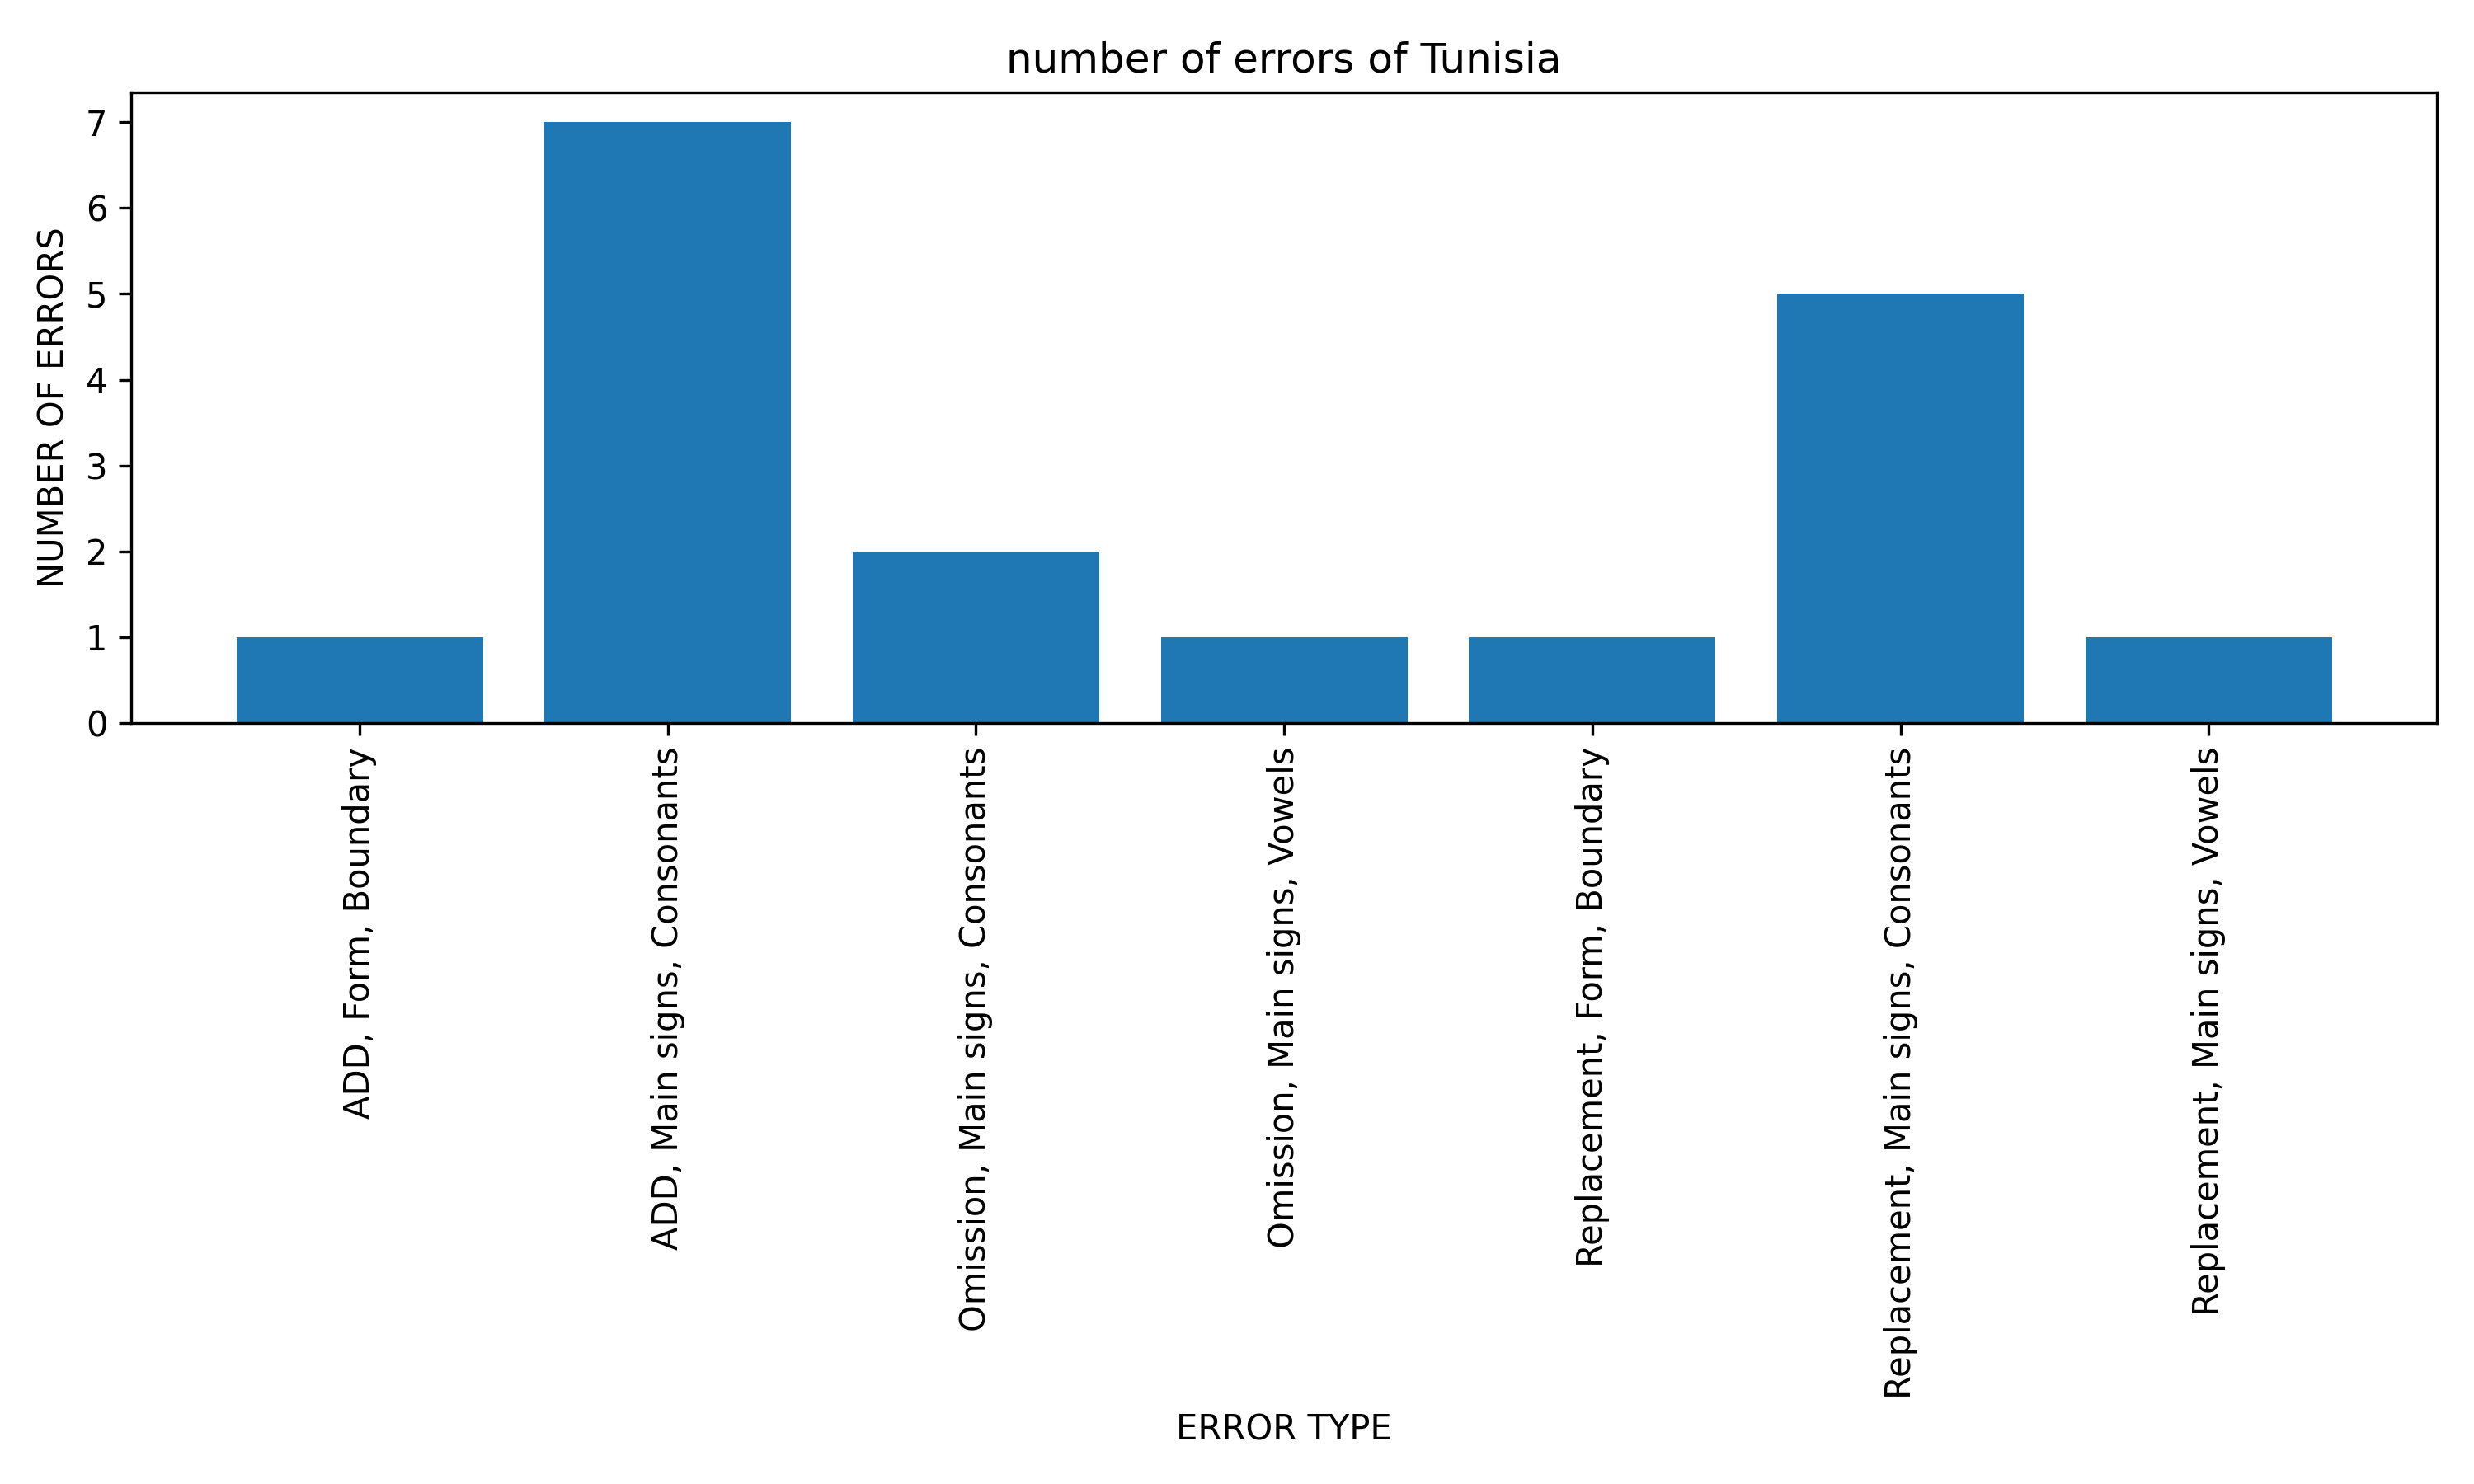 number of errors of Tunisia
NUMBER OF ERRORS
7
6
5
4
3
2
1
0
ADD, Form, Boundary
ADD, Main signs, Consonants
Omission, Main signs, Consonants
Omission, Main signs, Vowels
Replacement, Form, Boundary
Replacement, Main signs, Consonants
Replacement, Main signs, Vowels
ERROR TYPE